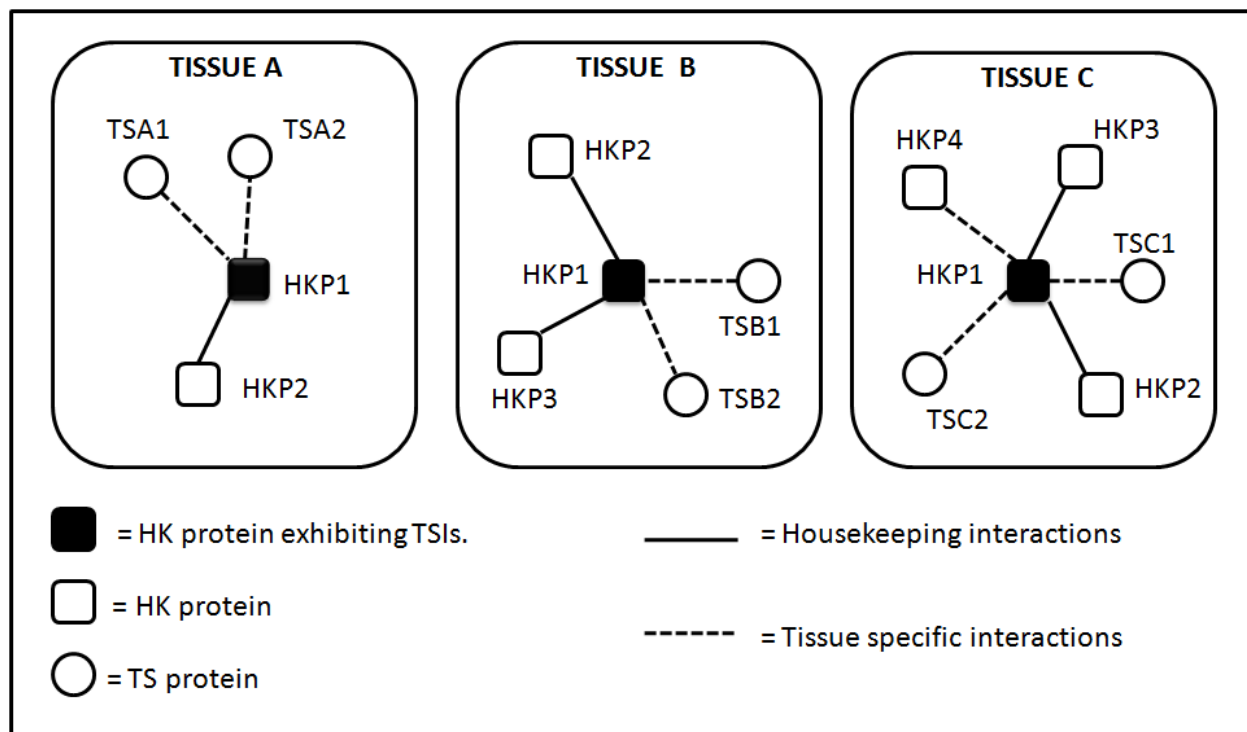 TISSUE A
TSA1
TSA2
HKP1
HKP2
TISSUE B
HKP2
HKP1
TSB1
HKP3
TSB2
TISSUE C
HKP4
HKP3
HKP1
TSC1
TSC2
HKP2
= HK protein exhibiting TSIs.
= Housekeeping interactions
= HK protein
= Tissue specific interactions
= TS protein